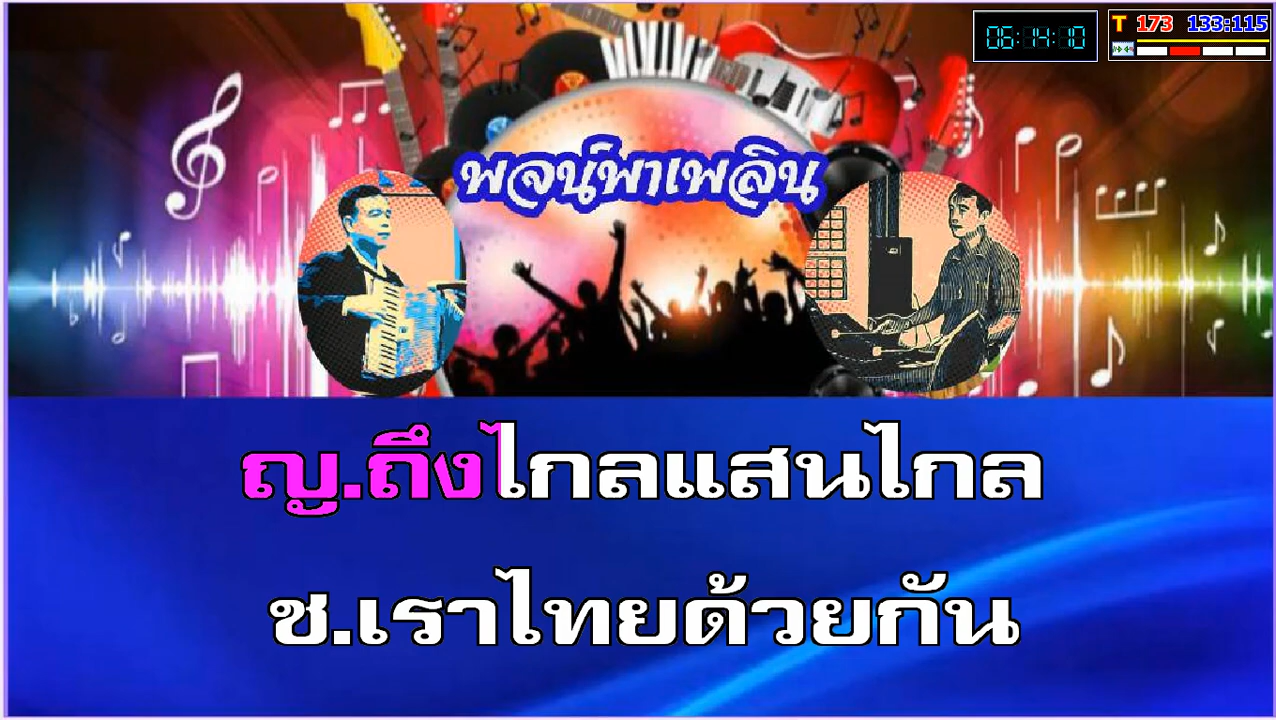 06:14:10
T 173 133:115
พจน์พาเพลิน
ญ.ถึงไกลแสนไกล
ช.เราไทยด้วยกัน